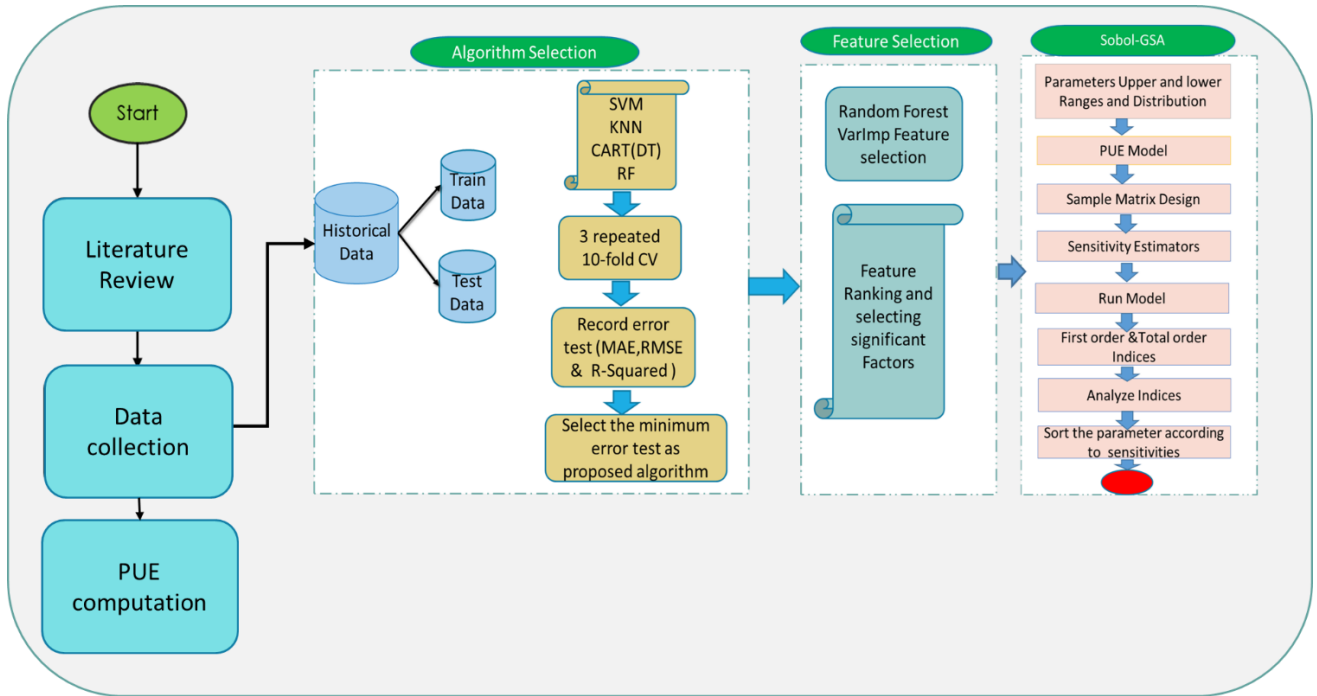 Start
Literature
Review
Data
collection
PUE
computation
Algorithm Selection
Historical
Data
Train
Data
Test
Data
SVM
KNN
CART(DT)
RF
3 repeated
10-fold CV
Record error
test (MAE,RMSE
& R-Squared )
Select the minimum
error test as
proposed algorithm
Feature Selection
Random Forest
VarImp Feature
selection
Feature
Ranking and
selecting
significant
Factors
Sobol-GSA
Parameters Upper and lower
Ranges and Distribution
PUE Model
Sample Matrix Design
Sensitivity Estimators
Run Model
First order &Total order
Indices
Analyze Indices
Sort the parameter according
to sensitivities